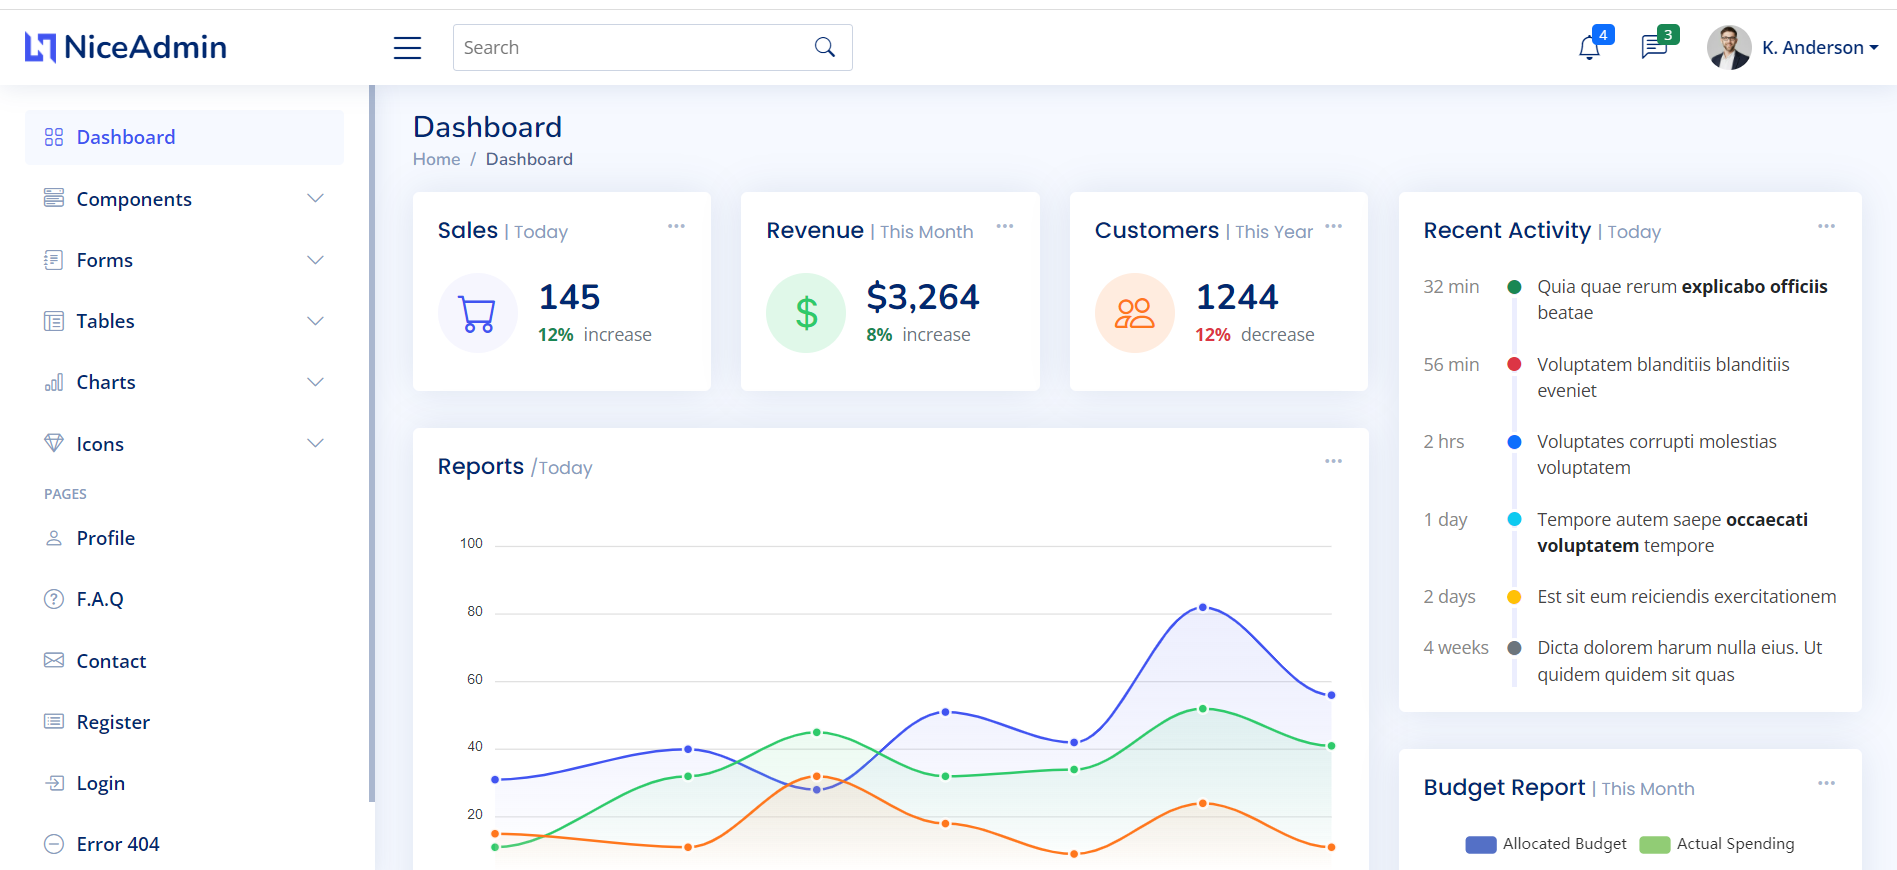 NiceAdmin
Search
4
3
K. Anderson
Dashboard
Components
Forms
Tables
Charts
Icons
PAGES
Profile
F.A.Q
Contact
Register
Login
Error 404
Dashboard
Home / Dashboard
Sales | Today
145
12% increase
Revenue | This Month
$
$3,264
8% increase
Customers | This Year
1244
12% decrease
Reports /Today
100
80
60
40
20
Recent Activity | Today
32 min
Quia quae rerum explicabo officiis
beatae
56 min
Voluptatem blanditiis blanditiis
eveniet
2 hrs
Voluptates corrupti molestias
voluptatem
1 day
Tempore autem saepe occaecati
voluptatem tempore
2 days
Est sit eum reiciendis exercitationem
4 weeks
Dicta dolorem harum nulla eius. Ut
quidem quidem sit quas
Budget Report | This Month
Allocated Budget
Actual Spending